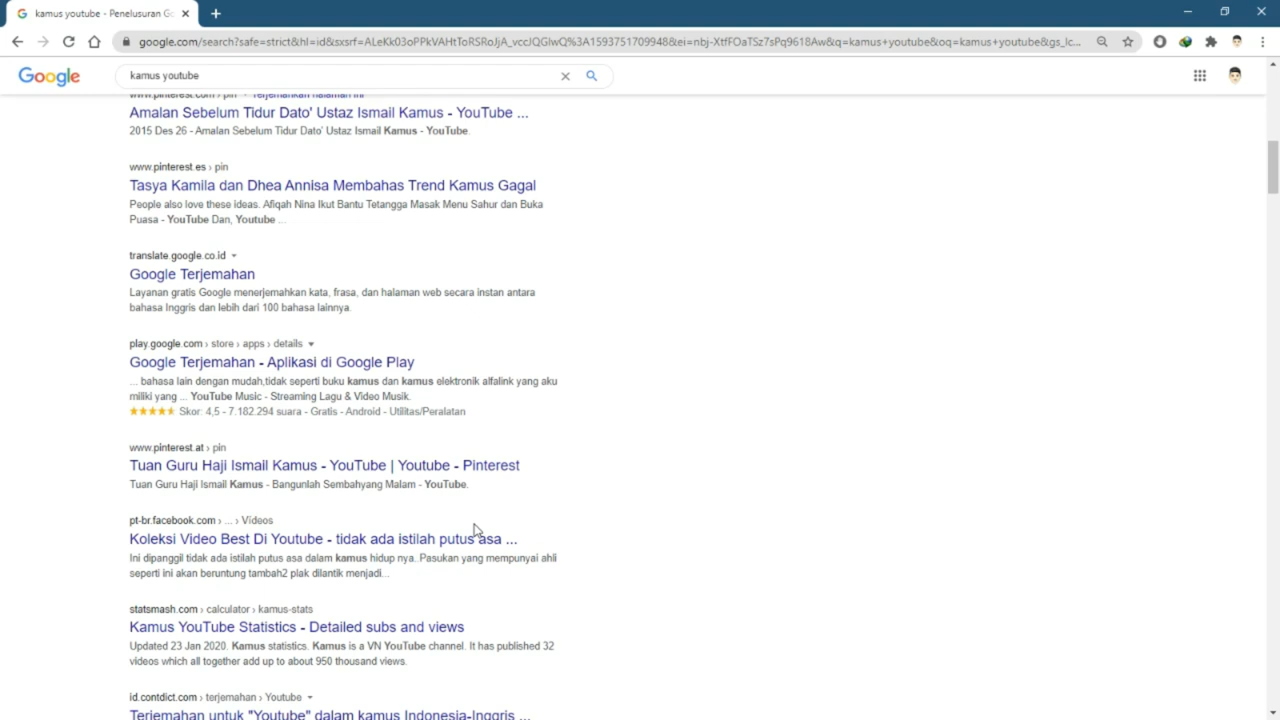 kamus youtube - Penelusuran Go
google.com/search?safe=strict&hl=id&sxsrf=ALeKk03oPPkVAHtToRSRoJjA_vccJQGlwQ%3A1593751709948&ei=nbj-XtfFOaTSz7sPq9618Aw&q=kamus+youtube&oq=kamus+youtube&gs_lc...
Google
kamus youtube
www.pinterest.com › pin Terjemahkan halaman ini
Amalan Sebelum Tidur Dato' Ustaz Ismail Kamus - YouTube ...
2015 Des 26 - Amalan Sebelum Tidur Dato' Ustaz Ismail Kamus - YouTube.
www.pinterest.es › pin
Tasya Kamila dan Dhea Annisa Membahas Trend Kamus Gagal
People also love these ideas. Afiqah Nina Ikut Bantu Tetangga Masak Menu Sahur dan Buka
Puasa - YouTube Dan, Youtube ...
translate.google.co.id
Google Terjemahan
Layanan gratis Google menerjemahkan kata, frasa, dan halaman web secara instan antara
bahasa Inggris dan lebih dari 100 bahasa lainnya.
play.google.com › store › apps › details
Google Terjemahan - Aplikasi di Google Play
... bahasa lain dengan mudah,tidak seperti buku kamus dan kamus elektronik alfalink yang aku
miliki yang ... YouTube Music - Streaming Lagu & Video Musik.
Skor: 4,5 - 7.182.294 suara - Gratis - Android - Utilitas/Peralatan
www.pinterest.at › pin
Tuan Guru Haji Ismail Kamus - YouTube | Youtube - Pinterest
Tuan Guru Haji Ismail Kamus - Bangunlah Sembahyang Malam - YouTube.
pt-br.facebook.com › ... › Vídeos
Koleksi Video Best Di Youtube - tidak ada istilah putus asa ...
Ini dipanggil tidak ada istilah putus asa dalam kamus hidup nya. Pasukan yang mempunyai ahli
seperti ini akan beruntung tambah2 plak dilantik menjadi...
statsmash.com › calculator › kamus-stats
Kamus YouTube Statistics - Detailed subs and views
Updated 23 Jan 2020. Kamus statistics. Kamus is a VN YouTube channel. It has published 32
videos which all together add up to about 950 thousand views.
id.contdict.com › terjemahan › Youtube
Terjemahan untuk "Youtube" dalam kamus Indonesia-Inggris ...